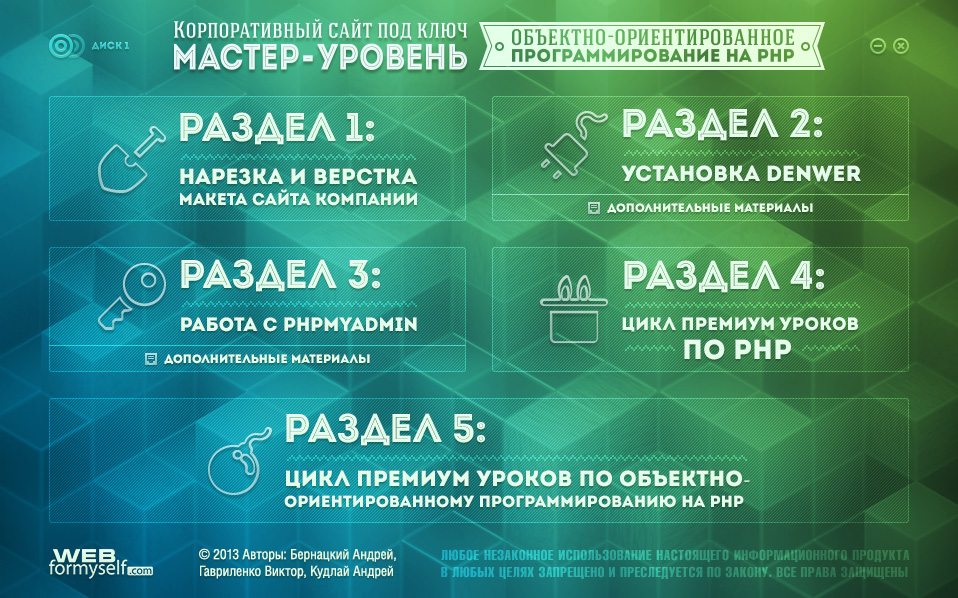 ДИСК 1
КОРПОРАТИВНЫЙ САЙТ ПОД КЛЮЧ
МАСТЕР-УРОВЕНЬ
ОБЪЕКТНО-ОРИЕНТИРОВАННОЕ
ПРОГРАММИРОВАНИЕ НА PHP
РАЗДЕЛ 1:
НАРЕЗКА И ВЕРСТКА
МАКЕТА САЙТА КОМПАНИИ
РАЗДЕЛ 2:
УСТАНОВКА DENWER
ДОПОЛНИТЕЛЬНЫЕ МАТЕРИАЛЫ
РАЗДЕЛ 3:
РАБОТА С PHPMYADMIN
ДОПОЛНИТЕЛЬНЫЕ МАТЕРИАЛЫ
РАЗДЕЛ 4:
ЦИКЛ ПРЕМИУМ УРОКОВ
ПО PHP
РАЗДЕЛ 5:
ЦИКЛ ПРЕМИУМ УРОКОВ ПО ОБЪЕКТНО-
ОРИЕНТИРОВАННОМУ ПРОГРАММИРОВАНИЮ НА PHP
WEB
formyself.com
© 2013 Авторы: Бернацкий Андрей,
Гавриленко Виктор, Кудлай Андрей
ЛЮБОЕ НЕЗАКОННОЕ ИСПОЛЬЗОВАНИЕ НАСТОЯЩЕГО ИНФОРМАЦИОННОГО ПРОДУКТА
В ЛЮБЫХ ЦЕЛЯХ ЗАПРЕЩЕНО И ПРЕСЛЕДУЕТСЯ ПО ЗАКОНУ. ВСЕ ПРАВА ЗАЩИЩЕНЫ